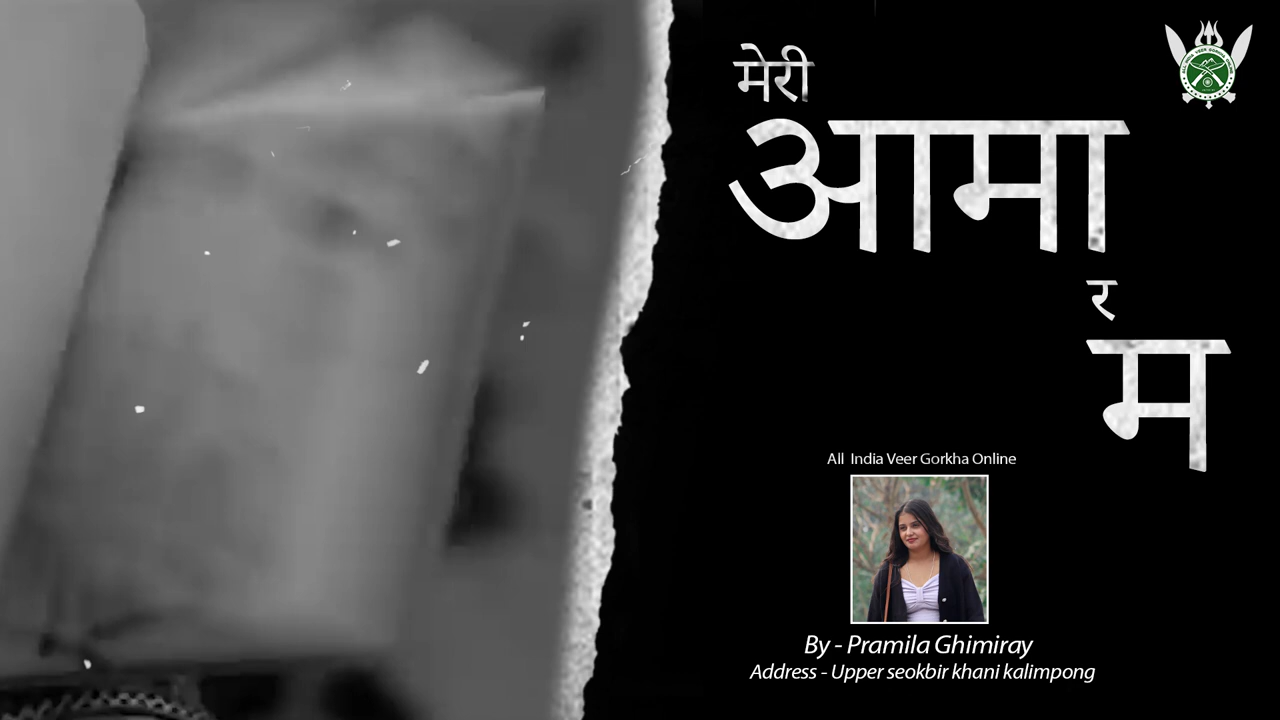 मेरी
आमा
र
म
All India Veer Gorkha Online
By - Pramila Ghimiray
Address - Upper seokbir khani kalimpong